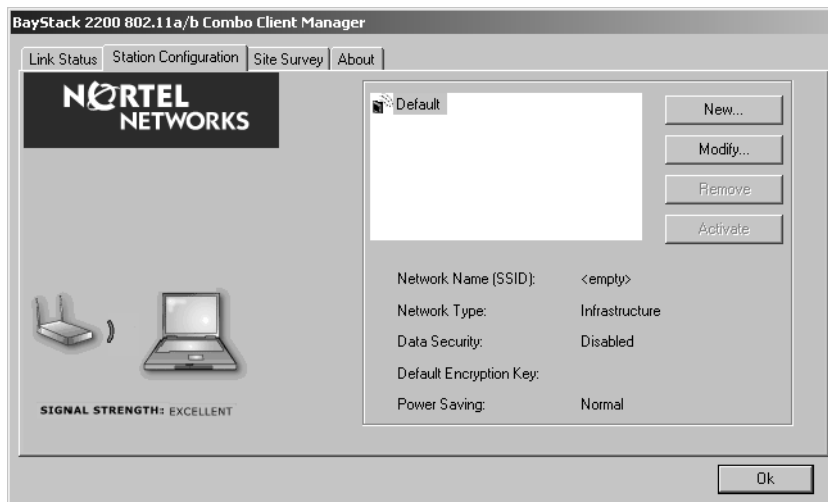 BayStack 2200 802.11a/b Combo Client Manager
Link Status
Station Configuration
Site Survey
About
NORTEL
NETWORKS
Default
New...
Modify...
Remove
Activate
Network Name (SSID): <empty>
Network Type: Infrastructure
Data Security: Disabled
Default Encryption Key:
Power Saving: Normal
SIGNAL STRENGTH: EXCELLENT
Ok